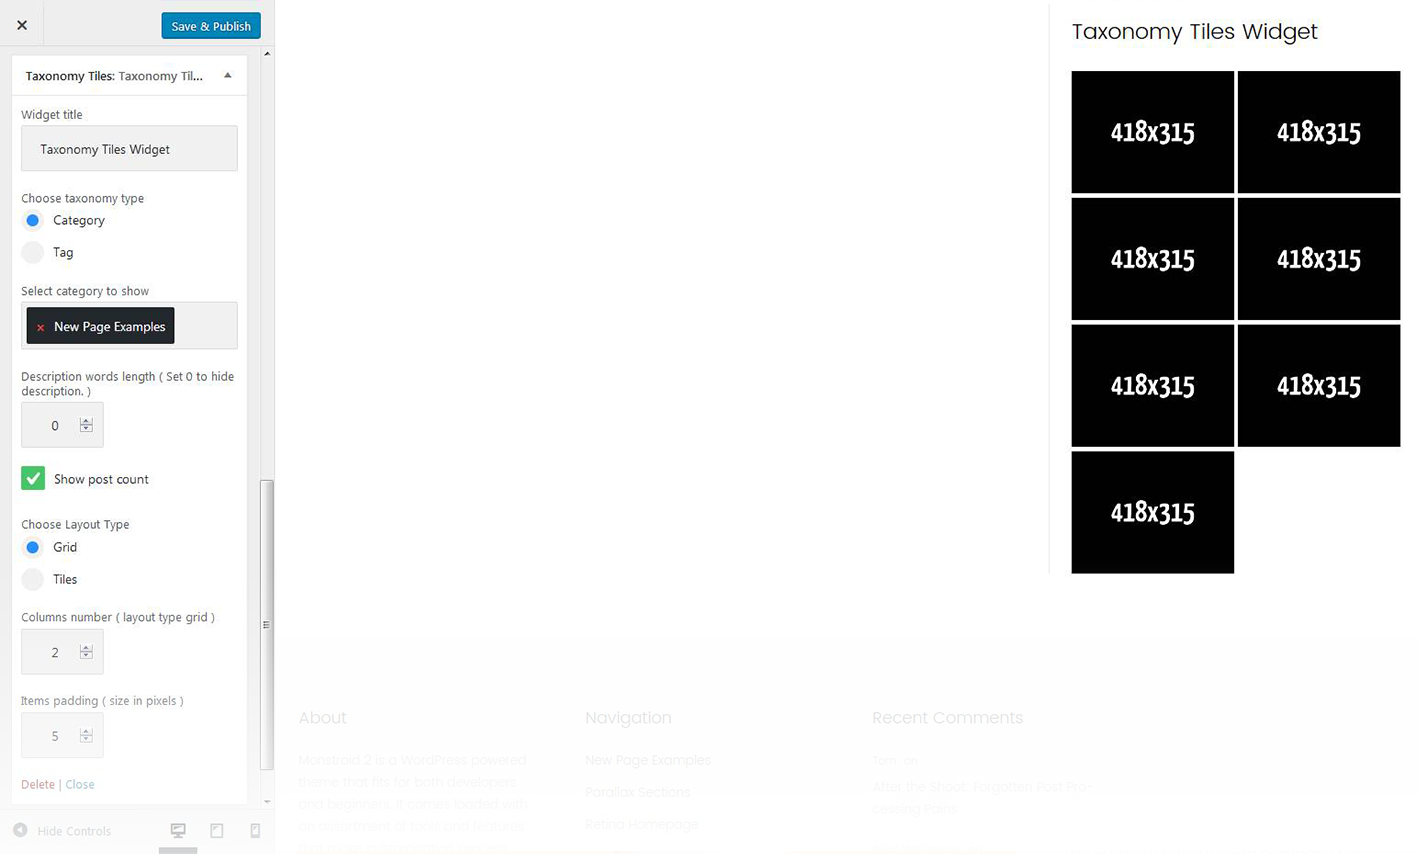 Save & Publish
Taxonomy Tiles: Taxonomy Til...
Widget title
Taxonomy Tiles Widget
Choose taxonomy type
Category
Tag
Select category to show
× New Page Examples
Description words length ( Set 0 to hide
description. )
0
Show post count
Choose Layout Type
Grid
Tiles
Columns number ( layout type grid )
2
Items padding ( size in pixels )
5
Delete | Close
Hide Controls
Taxonomy Tiles Widget
418x315
418x315
418x315
418x315
418x315
418x315
418x315
About
Monstroid 2 is a WordPress powered
theme that fits for both developers
and beginners. It comes loaded with
an assortment of tools and features
Navigation
New Page Examples
Parallax Sections
Retina Homepage
Recent Comments
Tom on
After the Shoot: Forgotten Post Pro-
cessing Plains